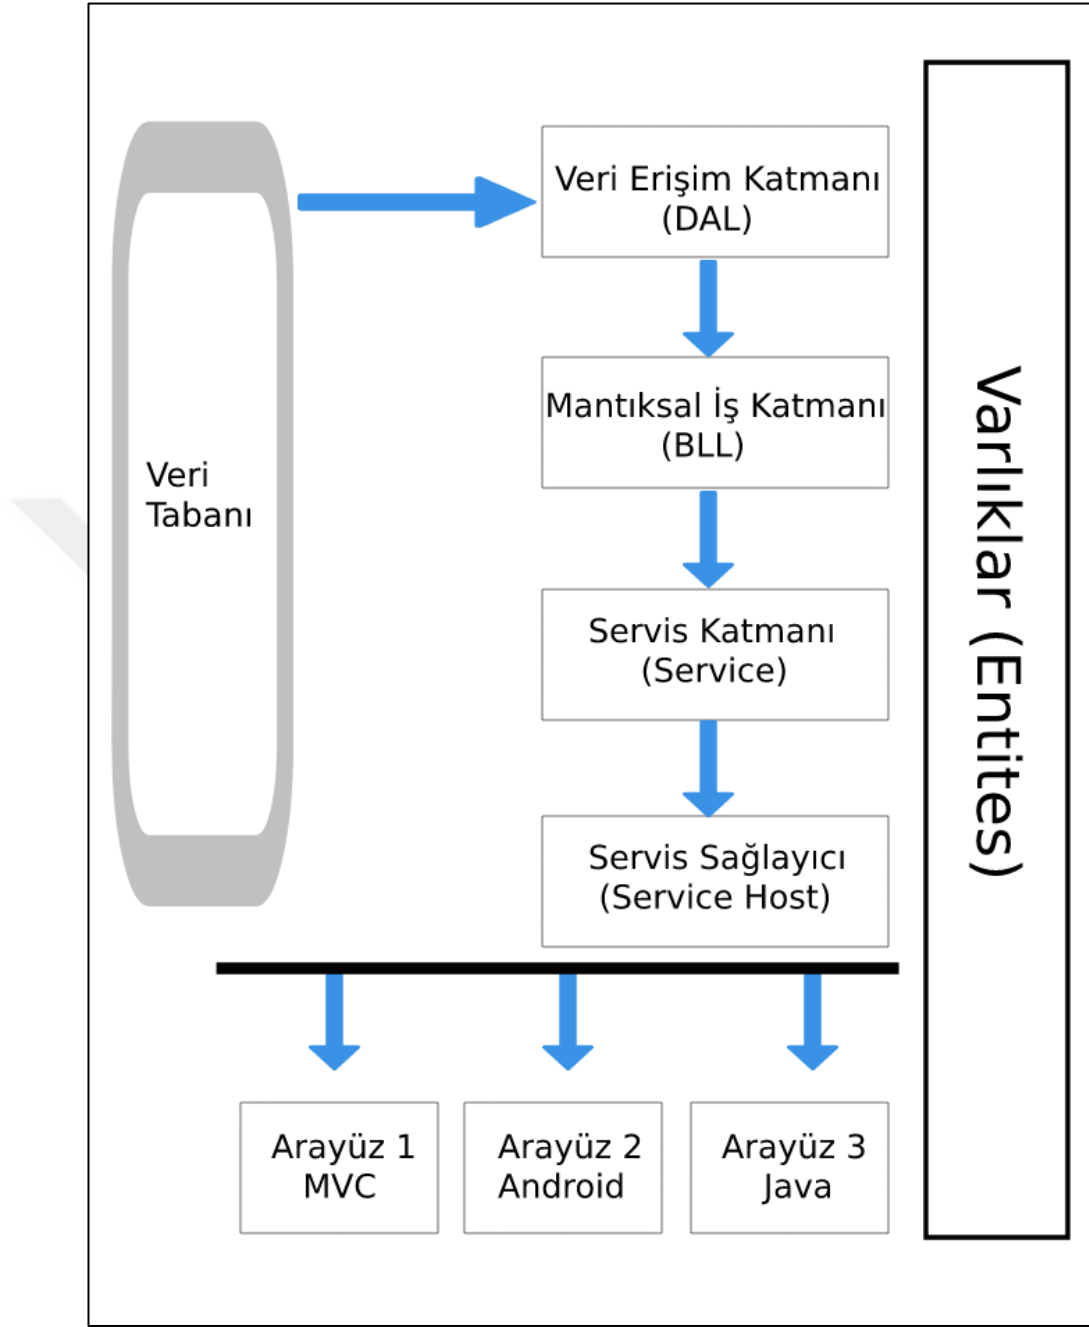 Veri
Tabanı
Veri Erişim Katmanı
(DAL)
Mantıksal İş Katmanı
(BLL)
Servis Katmanı
(Service)
Servis Sağlayıcı
(Service Host)
Arayüz 1
MVC
Arayüz 2
Android
Arayüz 3
Java
Varlıklar (Entites)